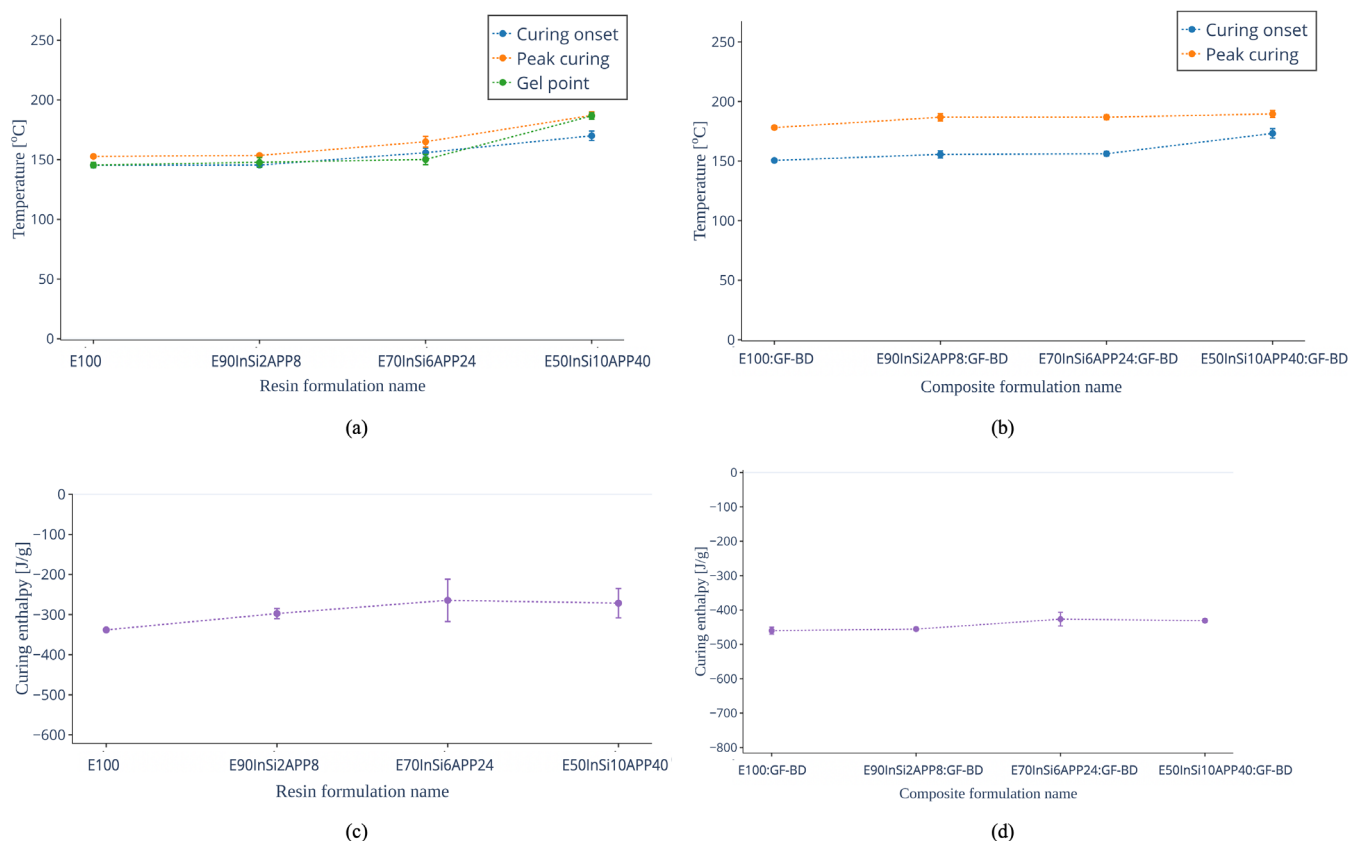 250
200
150
100
50
0
Temperature [°C]
Curing onset
Peak curing
Gel point
E100
E90InSi2APP8
E70InSi6APP24
E50InSi10APP40
Resin formulation name
(a)
250
200
150
100
50
0
Temperature [°C]
Curing onset
Peak curing
E100:GF-BD
E90InSi2APP8:GF-BD
E70InSi6APP24:GF-BD
E50InSi10APP40:GF-BD
Composite formulation name
(b)
0
−100
−200
−300
−400
−500
−600
Curing enthalpy [J/g]
E100
E90InSi2APP8
E70InSi6APP24
E50InSi10APP40
Resin formulation name
(c)
0
−100
−200
−300
−400
−500
−600
−700
−800
Curing enthalpy [J/g]
E100:GF-BD
E90InSi2APP8:GF-BD
E70InSi6APP24:GF-BD
E50InSi10APP40:GF-BD
Composite formulation name
(d)